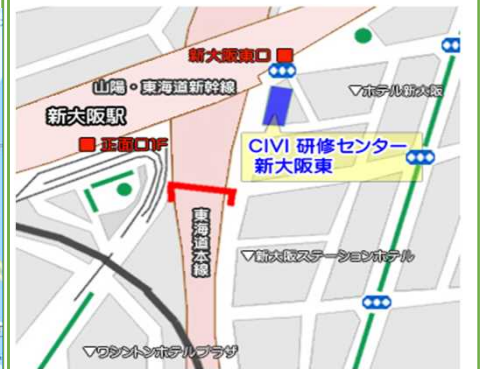 新大阪東口
山陽・東海道新幹線
▼ホテル新大阪
新大阪駅
正面口1F
CIVI 研修センター
新大阪東
東海道本線
▼新大阪ステーションホテル
▼ワシントンホテルプラザ